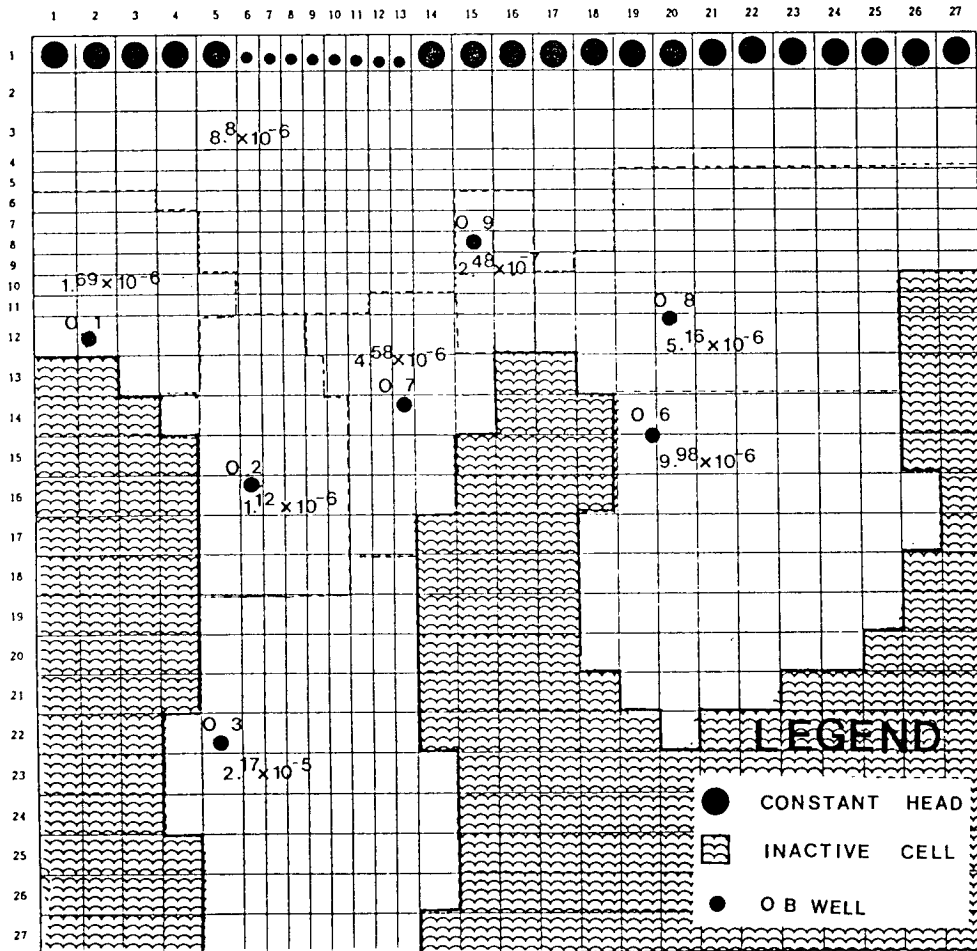 1 2 3 4 5 6 7 8 9 10 11 12 13 14 15 16 17 18 19 20 21 22 23 24 25 26 27
1
2
3
8.8×10-6
4
5
6
7
O 9
8
9
2.48×10-7
10
1.69×10-6
11
O 8
12
O 1
5.16×10-6
13
4.58×10-6
O 7
14
O 6
15
9.98×10-6
O 2
16
1.12×10-6
17
18
19
20
21
22
O 3
LEGEND
23
2.17×10-5
24
CONSTANT HEAD
25
INACTIVE CELL
26
O B WELL
27